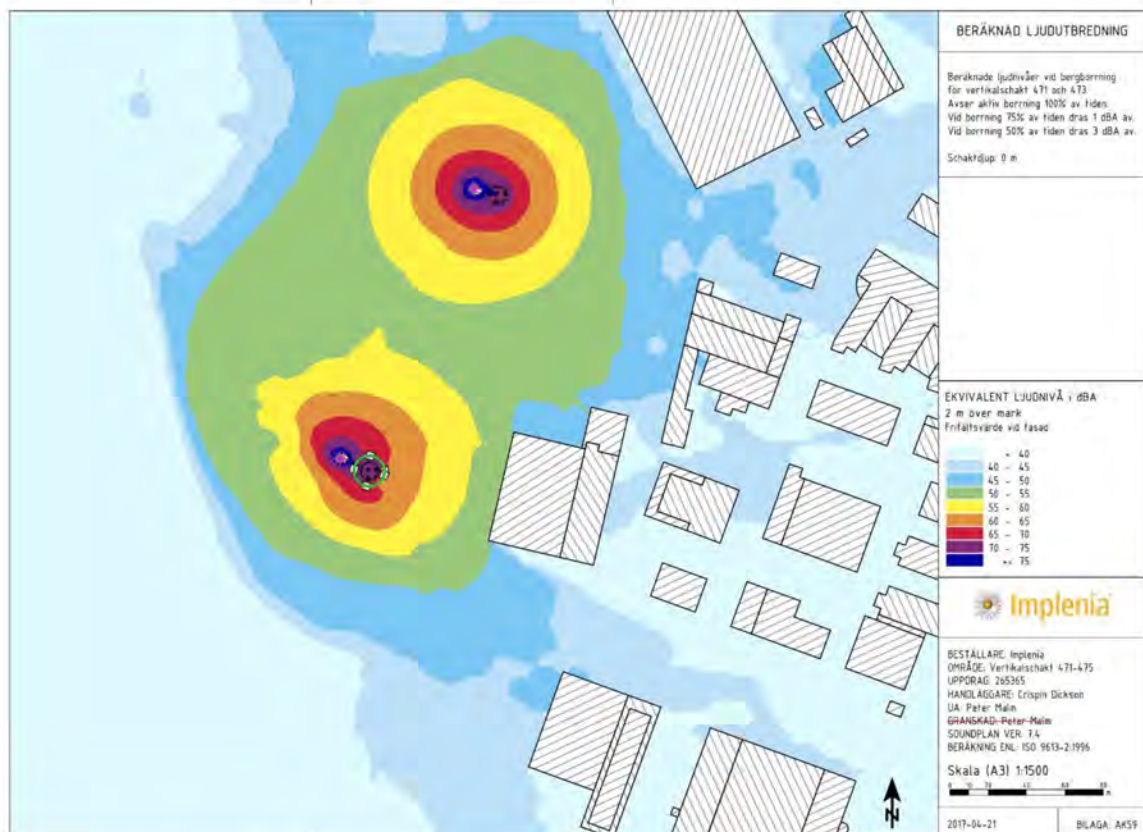 BERÄKNAD LJUDUTBREDNING
Beräknade ljudnivåer vid bergborrning
för vertikalschakt 471 och 473
Avser aktiv borrning 100% av tiden
Vid borrning 75% av tiden dras 1 dBA av.
Vid borrning 50% av tiden dras 3 dBA av.
Schaktdjup: 0 m
EKVIVALENT LJUDNIVÅ i dBA
2 m över mark
Frifältsvärde vid fasad
40
40 - 45
45 - 50
50 - 55
55 - 60
60 - 65
65 - 70
70 - 75
75
Implenia
BESTÄLLARE: Implenia
OMRÅDE: Vertikalschakt 471-475
UPPDRAG: 265365
HANDLÄGGARE: Crispin Dickson
UA: Peter Malm
GRANSKAD: Peter Malm
SOUNDPLAN VER: 7.4
BERÄKNING ENL: ISO 9613-2:1996
Skala (A3) 1:1500
N
2017-04-21
BILAGA: AK59